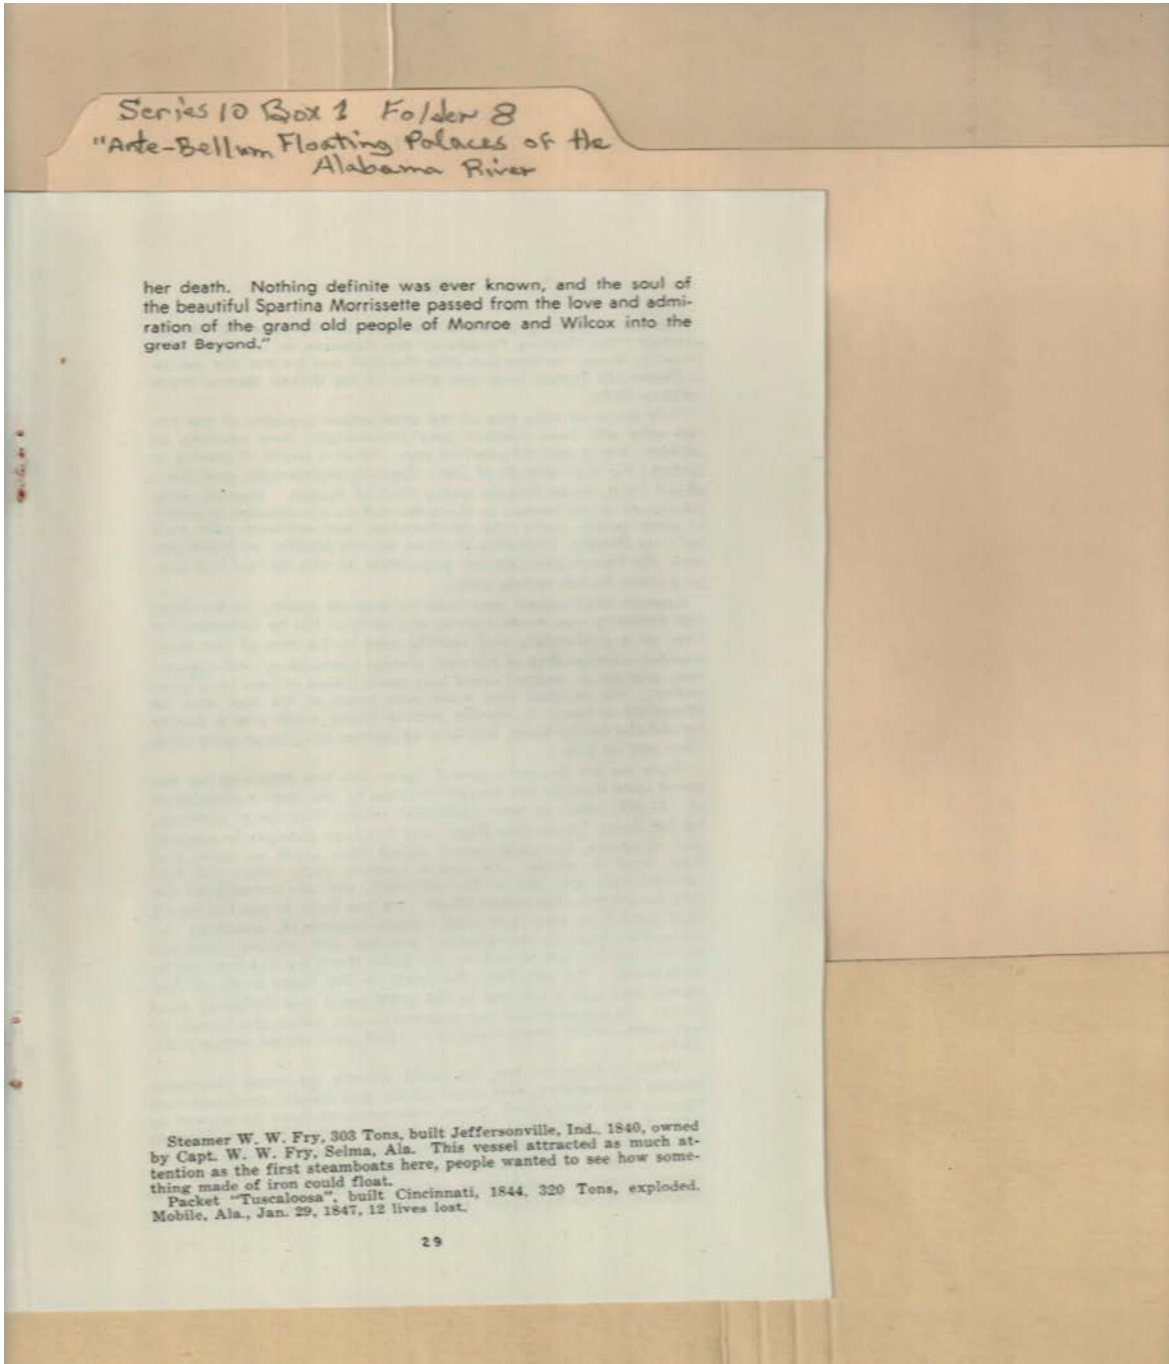 Series 10 Box 1 Folder 8
"Ante-Bellum Floating Palaces of the
Alabama River
her death. Nothing definite was ever known, and the soul of
the beautiful Spartina Morrissette passed from the love and admi-
ration of the grand old people of Monroe and Wilcox into the
great Beyond."
Steamer W. W. Fry, 303 Tons, built Jeffersonville, Ind., 1840, owned
by Capt. W. W. Fry, Selma, Ala. This vessel attracted as much at-
tention as the first steamboats here, people wanted to see how some-
thing made of iron could float.
Packet "Tuscaloosa", built Cincinnati, 1844, 320 Tons, exploded,
Mobile, Ala., Jan. 29, 1847, 12 lives lost.
29